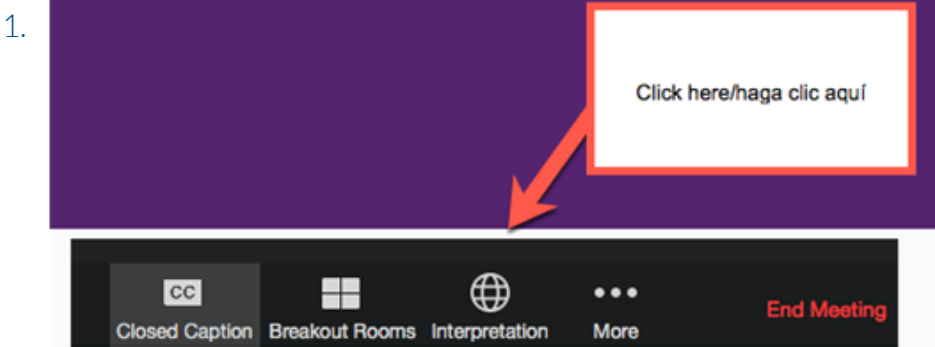 1.
Click here/haga clic aquí
CC
Closed Caption Breakout Rooms Interpretation More End Meeting